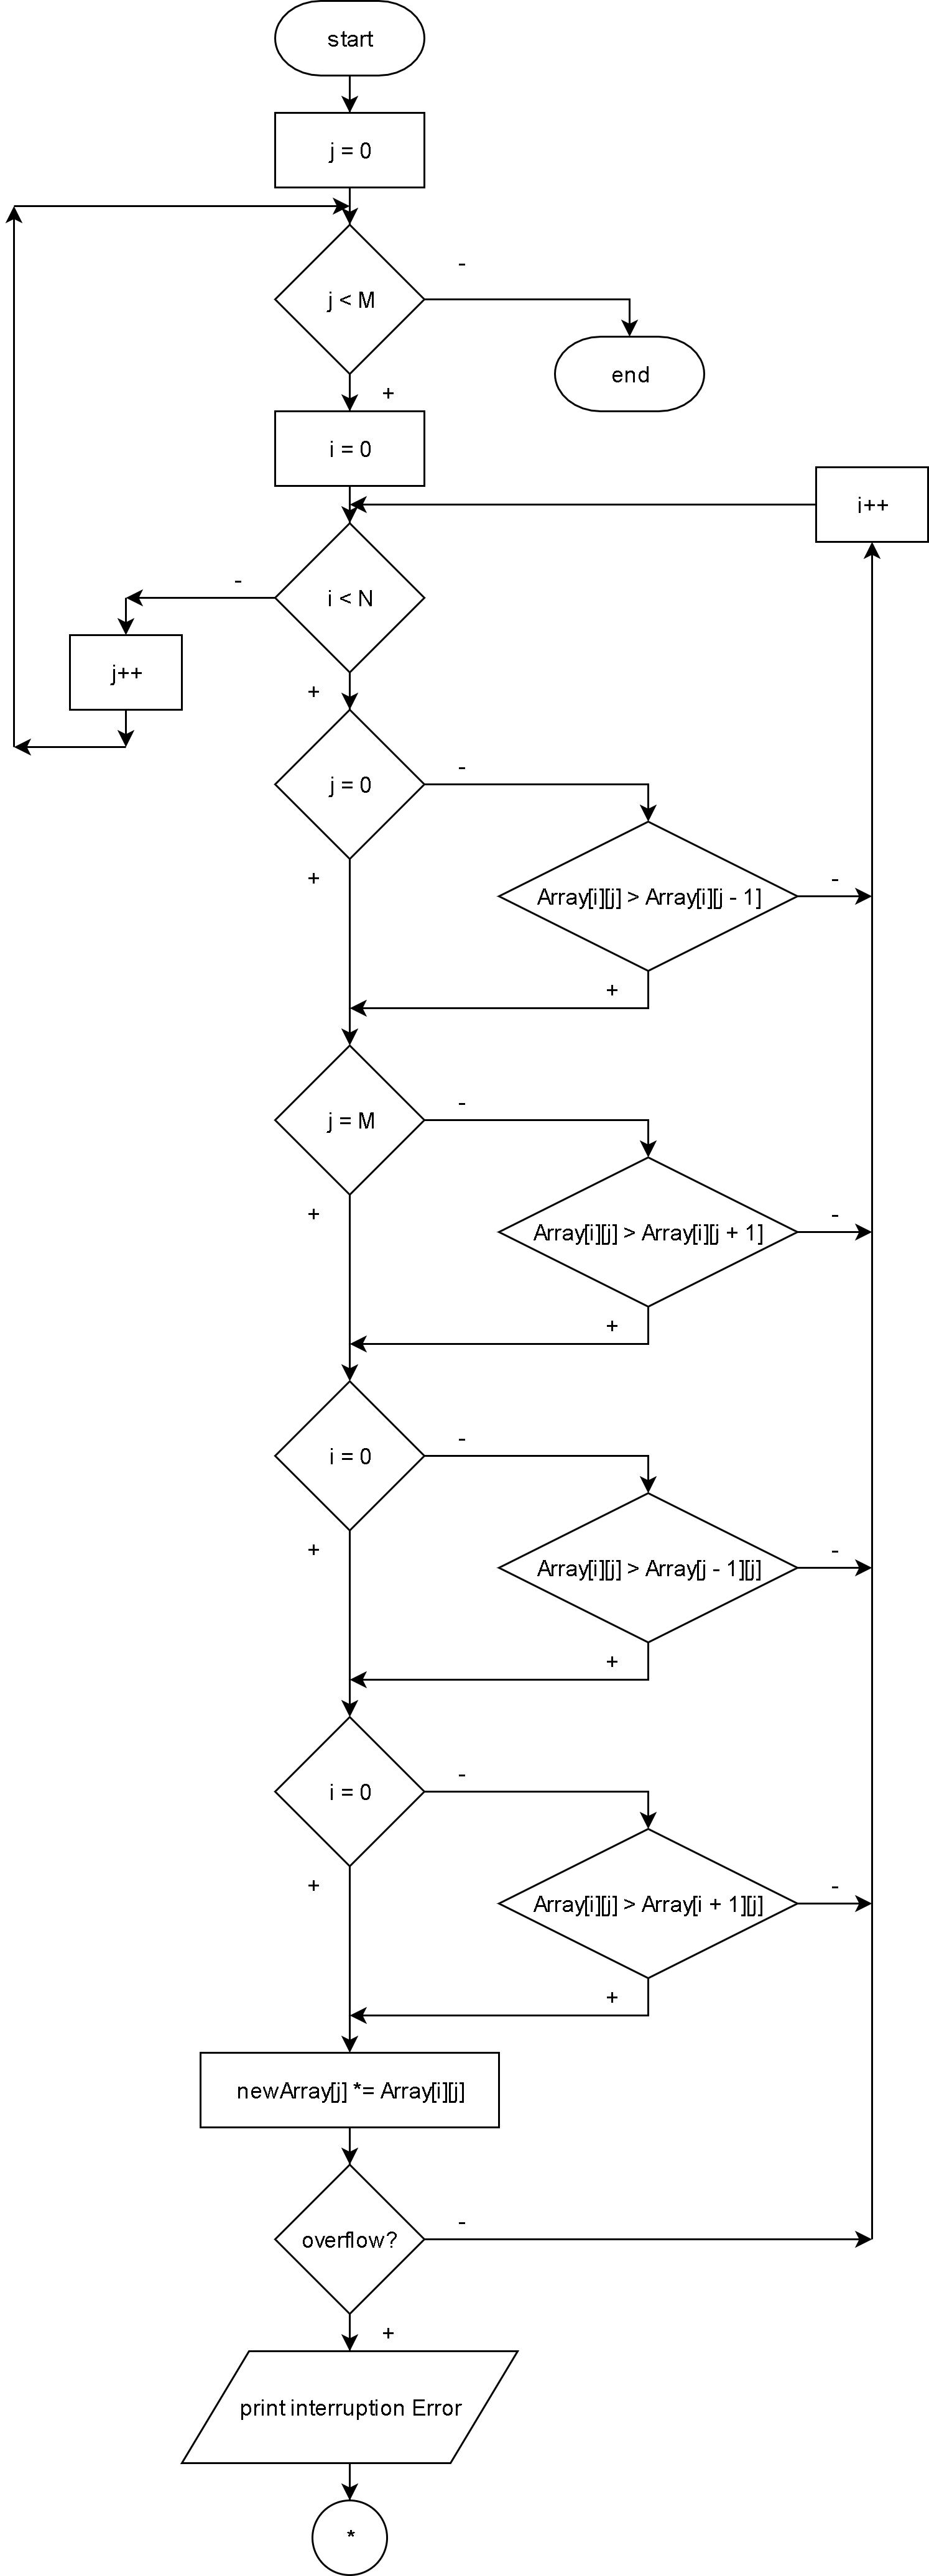 start
j = 0
j < M
-
end
+
i = 0
i++
i < N
-
j++
+
j = 0
-
Array[i][j] > Array[i][j - 1]
-
+
+
j = M
-
Array[i][j] > Array[i][j + 1]
-
+
+
i = 0
-
Array[i][j] > Array[j - 1][j]
-
+
+
i = 0
-
Array[i][j] > Array[i + 1][j]
-
+
+
newArray[j] *= Array[i][j]
overflow?
-
+
print interruption Error
*